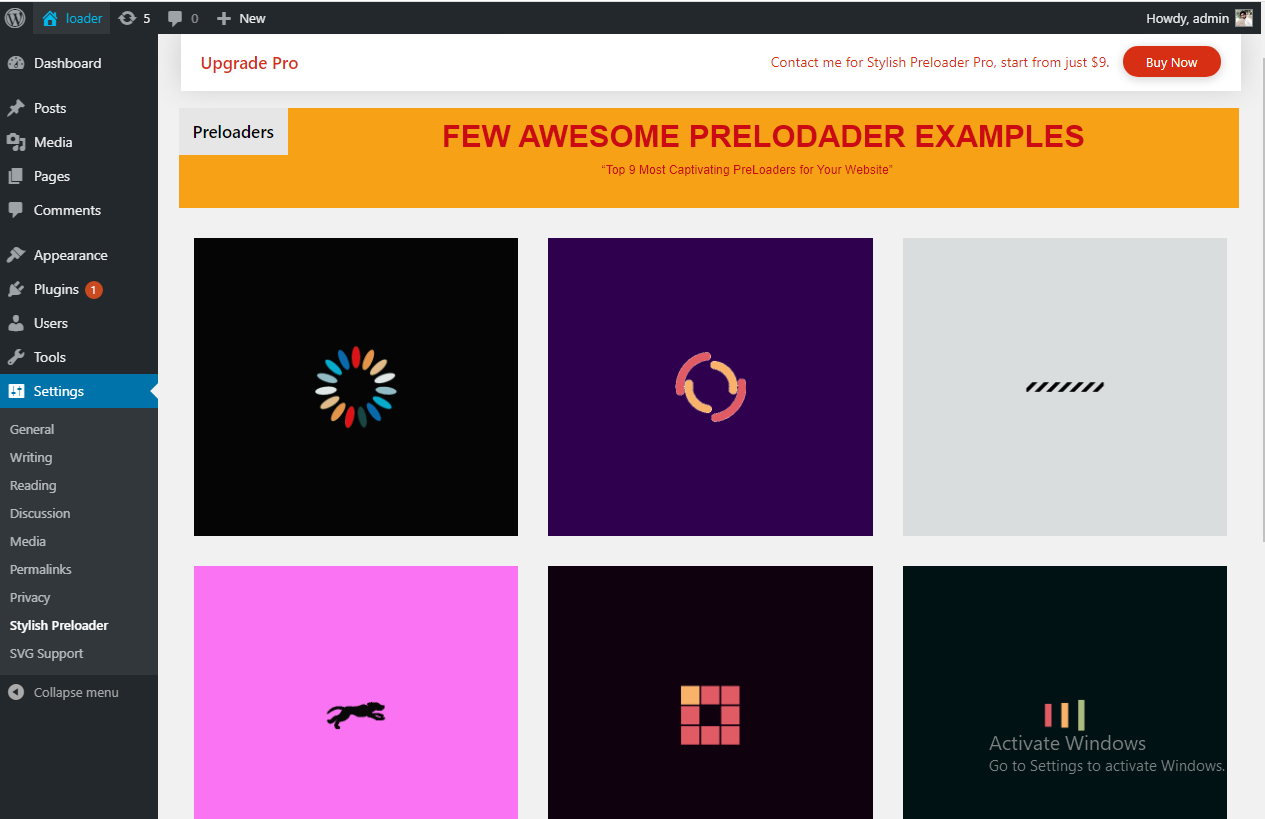 loader 5 0 New Howdy, admin
Dashboard
Posts
Media
Pages
Comments
Appearance
Plugins 1
Users
Tools
Settings
General
Writing
Reading
Discussion
Media
Permalinks
Privacy
Stylish Preloader
SVG Support
Collapse menu
Upgrade Pro Contact me for Stylish Preloader Pro, start from just $9. Buy Now
Preloaders
FEW AWESOME PRELODADER EXAMPLES
“Top 9 Most Captivating PreLoaders for Your Website”
Activate Windows
Go to Settings to activate Windows.